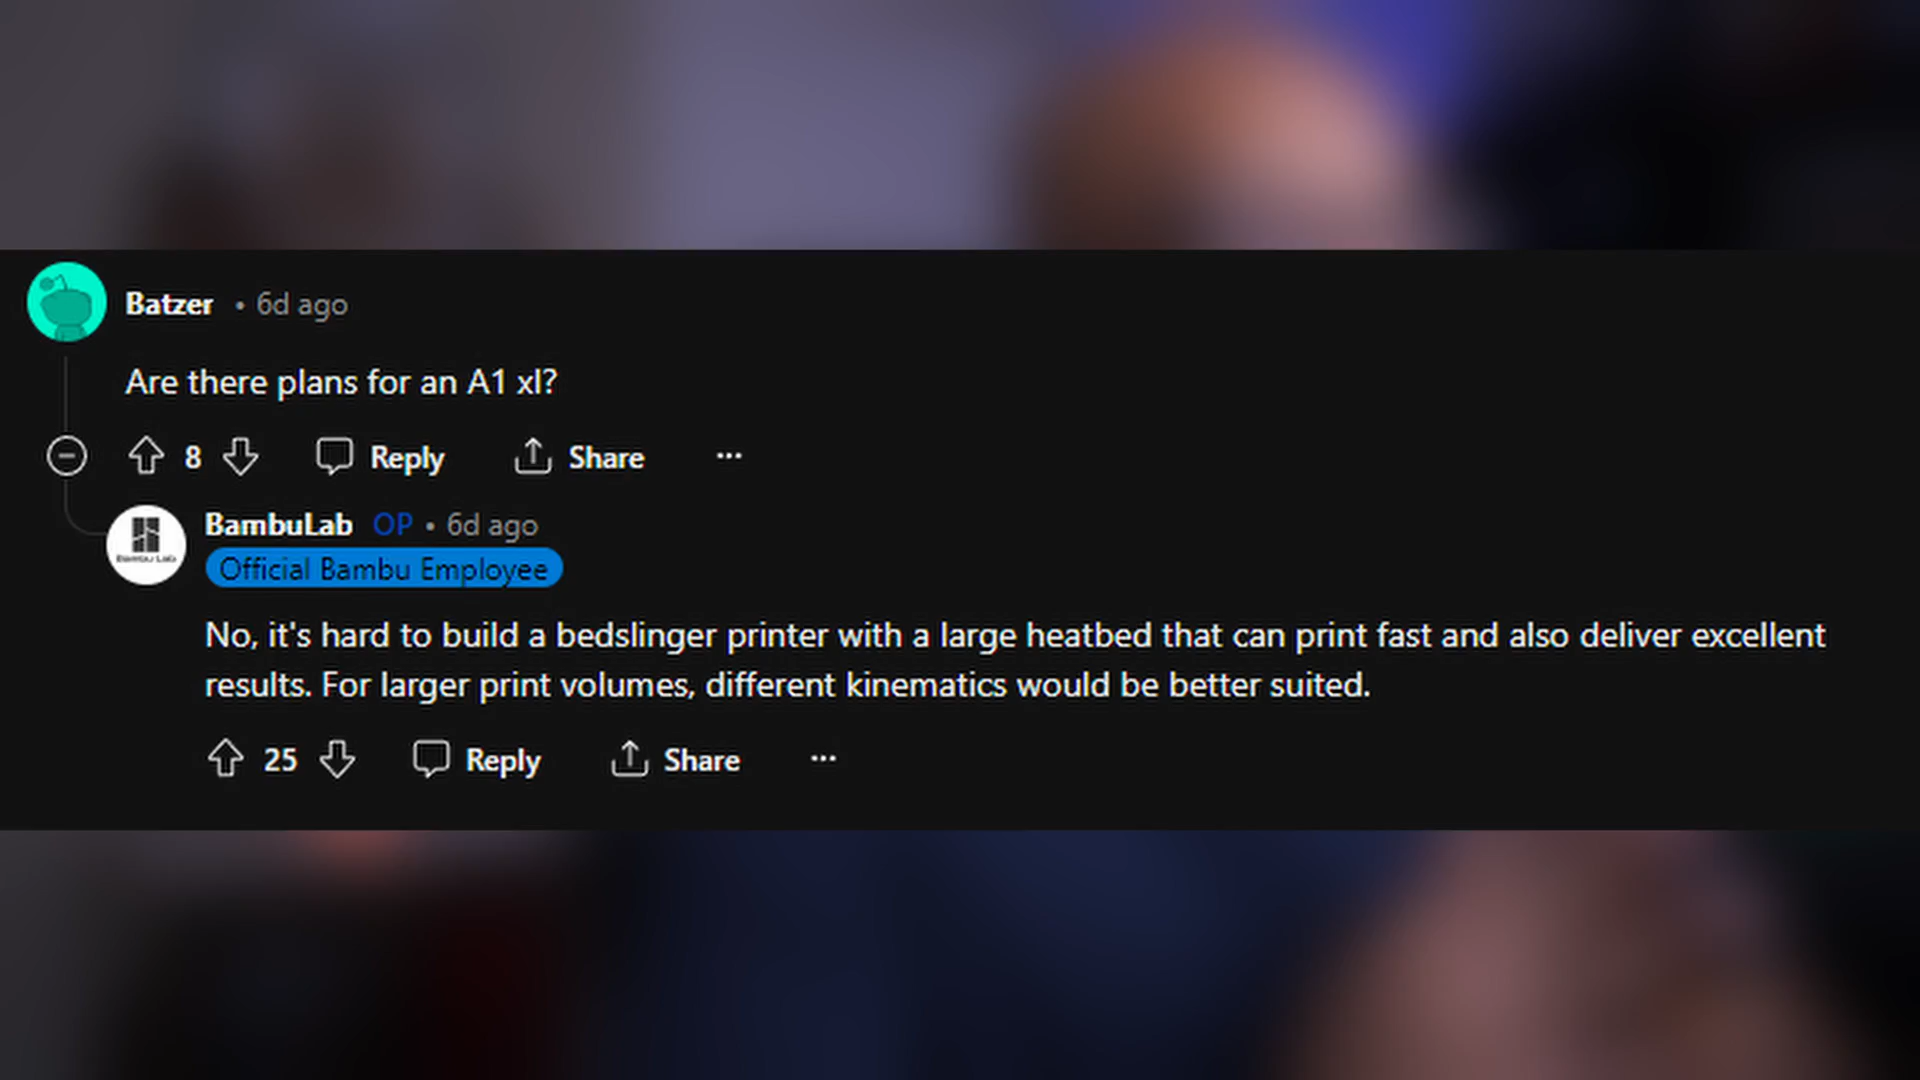 Batzer • 6d ago
Are there plans for an A1 xl?
8 Reply Share ···
BambuLab OP • 6d ago
Bambu Lab
Official Bambu Employee
No, it's hard to build a bedslinger printer with a large heatbed that can print fast and also deliver excellent
results. For larger print volumes, different kinematics would be better suited.
25 Reply Share ···